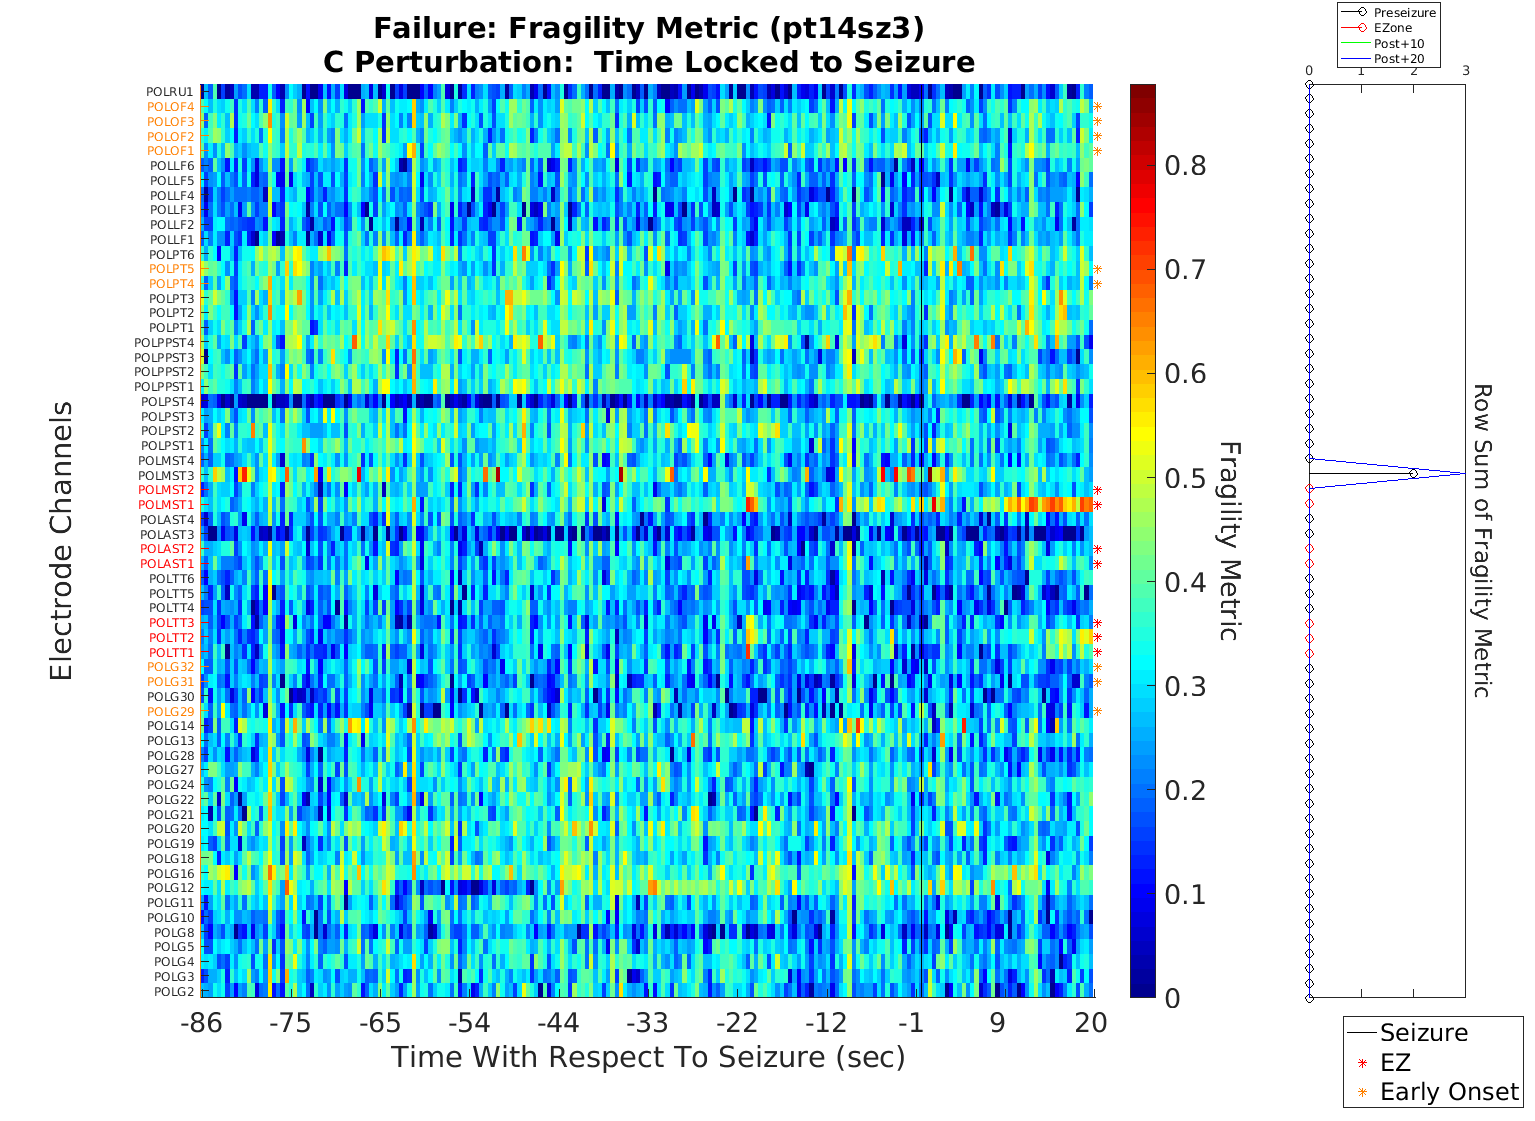 Failure: Fragility Metric (pt14sz3)
C Perturbation:  Time Locked to Seizure
Electrode Channels
POLRU1
POLOF4
POLOF3
POLOF2
POLOF1
POLLF6
POLLF5
POLLF4
POLLF3
POLLF2
POLLF1
POLPT6
POLPT5
POLPT4
POLPT3
POLPT2
POLPT1
POLPPST4
POLPPST3
POLPPST2
POLPPST1
POLPST4
POLPST3
POLPST2
POLPST1
POLMST4
POLMST3
POLMST2
POLMST1
POLAST4
POLAST3
POLAST2
POLAST1
POLTT6
POLTT5
POLTT4
POLTT3
POLTT2
POLTT1
POLG32
POLG31
POLG30
POLG29
POLG14
POLG13
POLG28
POLG27
POLG24
POLG22
POLG21
POLG20
POLG19
POLG18
POLG16
POLG12
POLG11
POLG10
POLG8
POLG5
POLG4
POLG3
POLG2
-86 -75 -65 -54 -44 -33 -22 -12 -1 9 20
Time With Respect To Seizure (sec)
0.8
0.7
0.6
0.5
0.4
0.3
0.2
0.1
0
Fragility Metric
Preseizure
EZone
Post+10
Post+20
0 1 2 3
Row Sum of Fragility Metric
Seizure
EZ
Early Onset